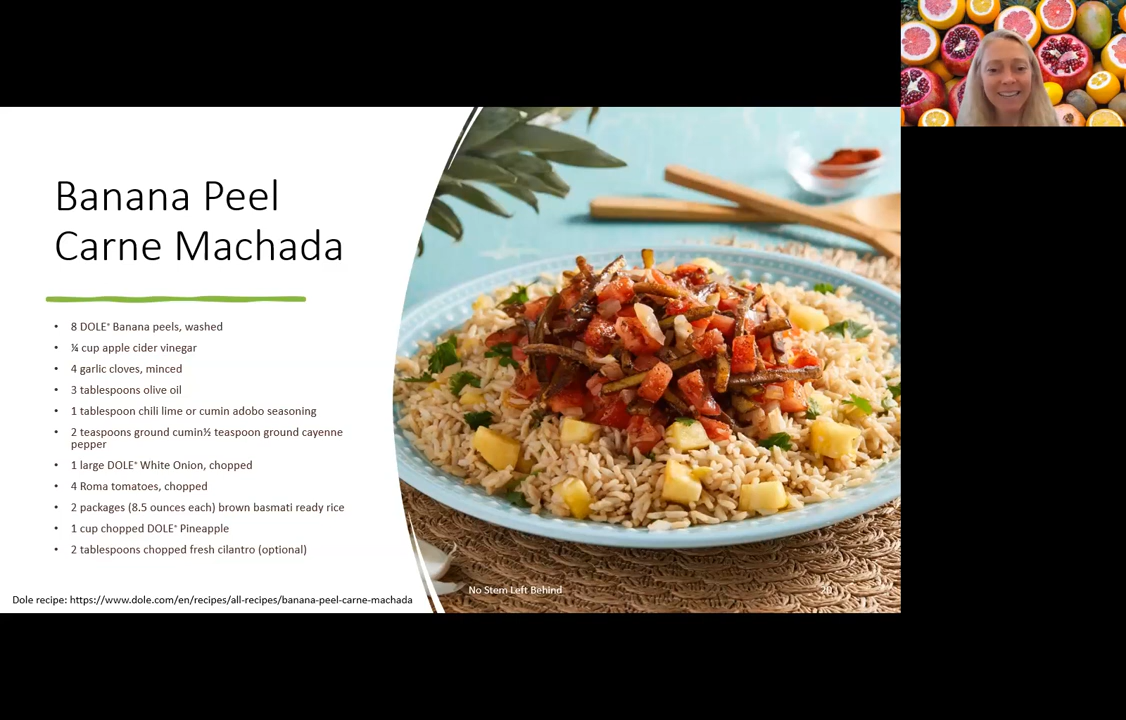 Banana Peel
Carne Machada
• 8 DOLE® Banana peels, washed
• ¼ cup apple cider vinegar
• 4 garlic cloves, minced
• 3 tablespoons olive oil
• 1 tablespoon chili lime or cumin adobo seasoning
• 2 teaspoons ground cumin½ teaspoon ground cayenne
pepper
• 1 large DOLE® White Onion, chopped
• 4 Roma tomatoes, chopped
• 2 packages (8.5 ounces each) brown basmati ready rice
• 1 cup chopped DOLE® Pineapple
• 2 tablespoons chopped fresh cilantro (optional)
Dole recipe: https://www.dole.com/en/recipes/all-recipes/banana-peel-carne-machada
No Stem Left Behind